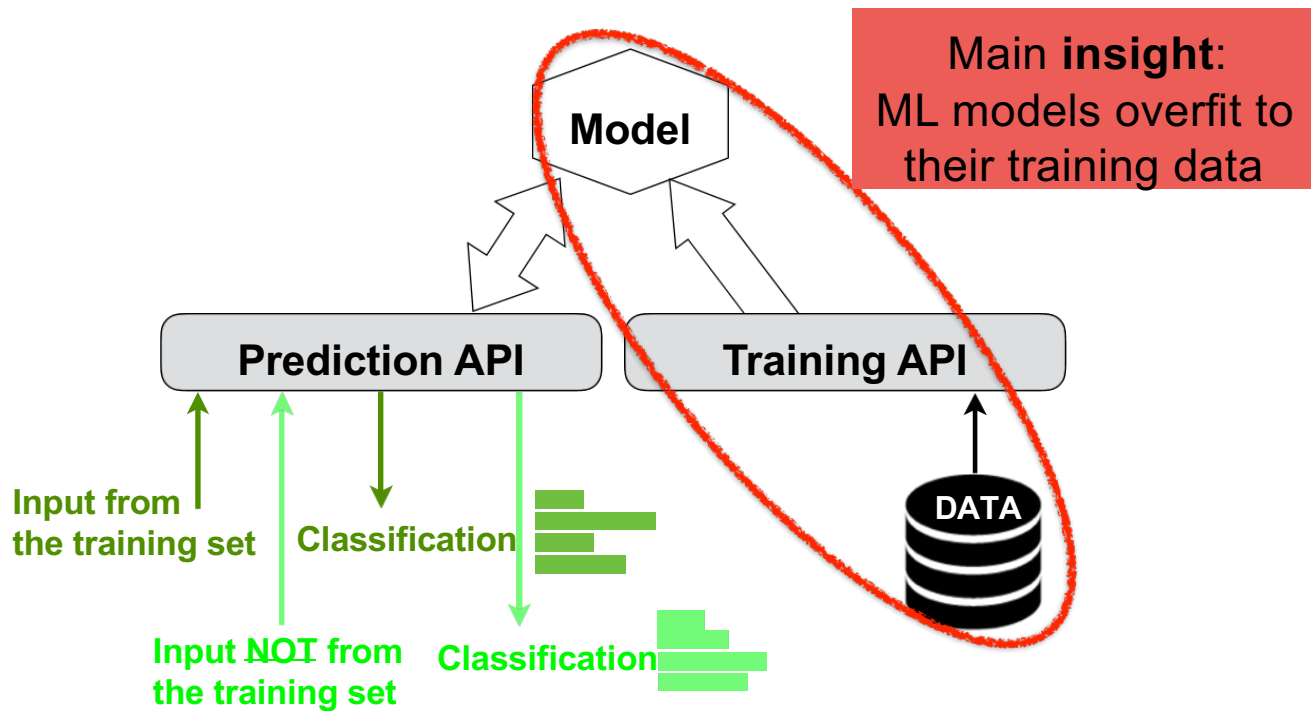 Main insight:
ML models overfit to
their training data
Model
Prediction API
Training API
DATA
Input from
the training set
Classification
Input NOT from
the training set
Classification